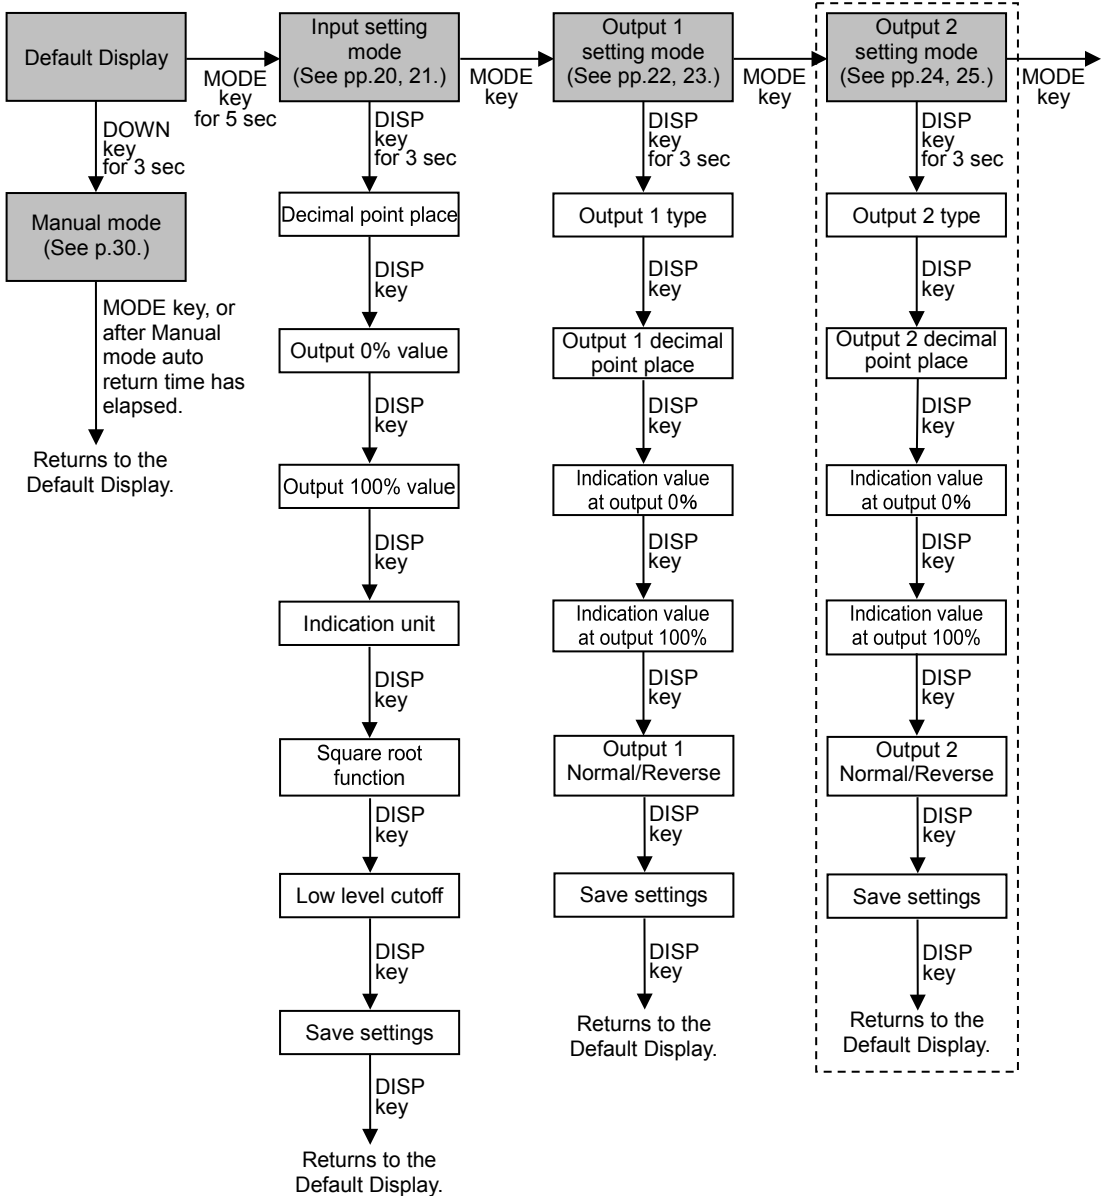 Default Display
MODE
key
for 5 sec
DOWN
key
for 3 sec
Manual mode
(See p.30.)
MODE key, or
after Manual
mode auto
return time has
elapsed.
Returns to the
Default Display.
Input setting
mode
(See pp.20, 21.)
MODE
key
DISP
key
for 3 sec
Decimal point place
DISP
key
Output 0% value
DISP
key
Output 100% value
DISP
key
Indication unit
DISP
key
Square root
function
DISP
key
Low level cutoff
DISP
key
Save settings
DISP
key
Returns to the
Default Display.
Output 1
setting mode
(See pp.22, 23.)
MODE
key
DISP
key
for 3 sec
Output 1 type
DISP
key
Output 1 decimal
point place
DISP
key
Indication value
at output 0%
DISP
key
Indication value
at output 100%
DISP
key
Output 1
Normal/Reverse
DISP
key
Save settings
DISP
key
Returns to the
Default Display.
Output 2
setting mode
(See pp.24, 25.)
MODE
key
DISP
key
for 3 sec
Output 2 type
DISP
key
Output 2 decimal
point place
DISP
key
Indication value
at output 0%
DISP
key
Indication value
at output 100%
DISP
key
Output 2
Normal/Reverse
DISP
key
Save settings
DISP
key
Returns to the
Default Display.